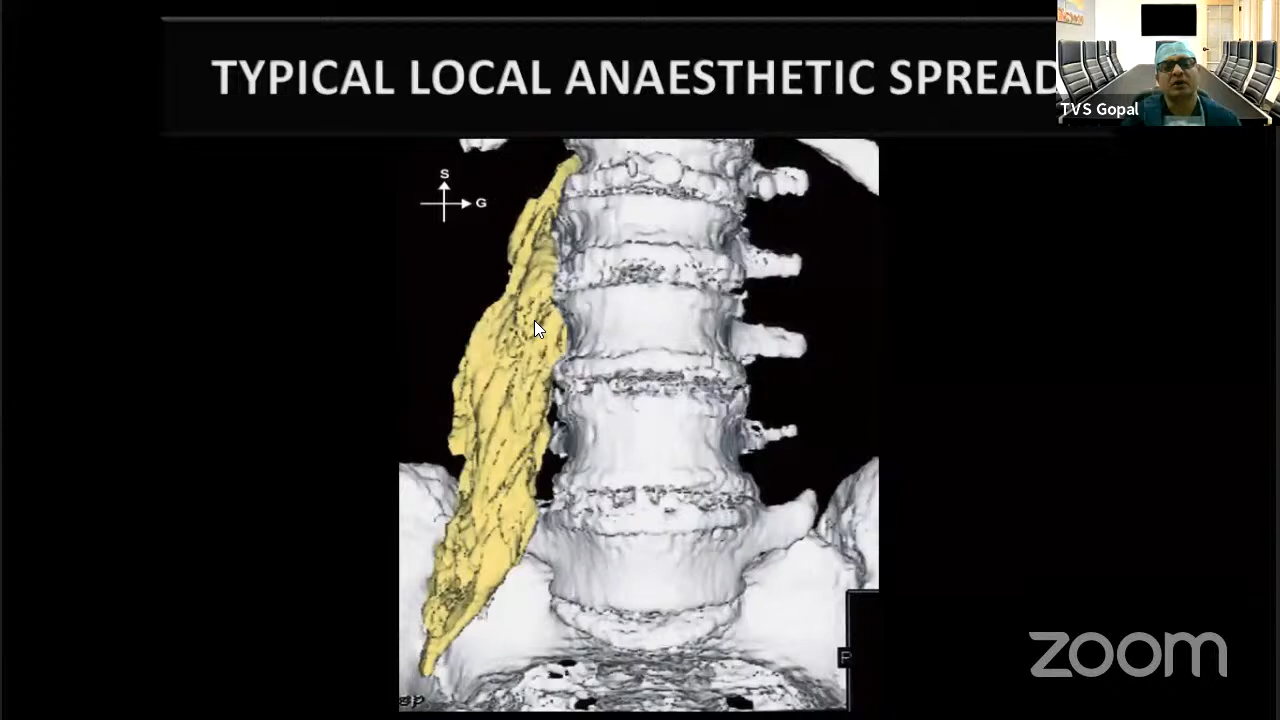 TYPICAL LOCAL ANAESTHETIC SPREAD
TVS Gopal
S
G
P
zoom